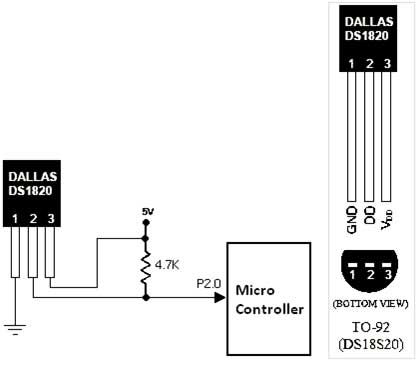 DALLAS
DS1820
1 2 3
5V
4.7K
P2.0
Micro
Controller
DALLAS
DS1820
1 2 3
GND
DQ
VDD
1 2 3
(BOTTOM VIEW)
TO-92
(DS18S20)